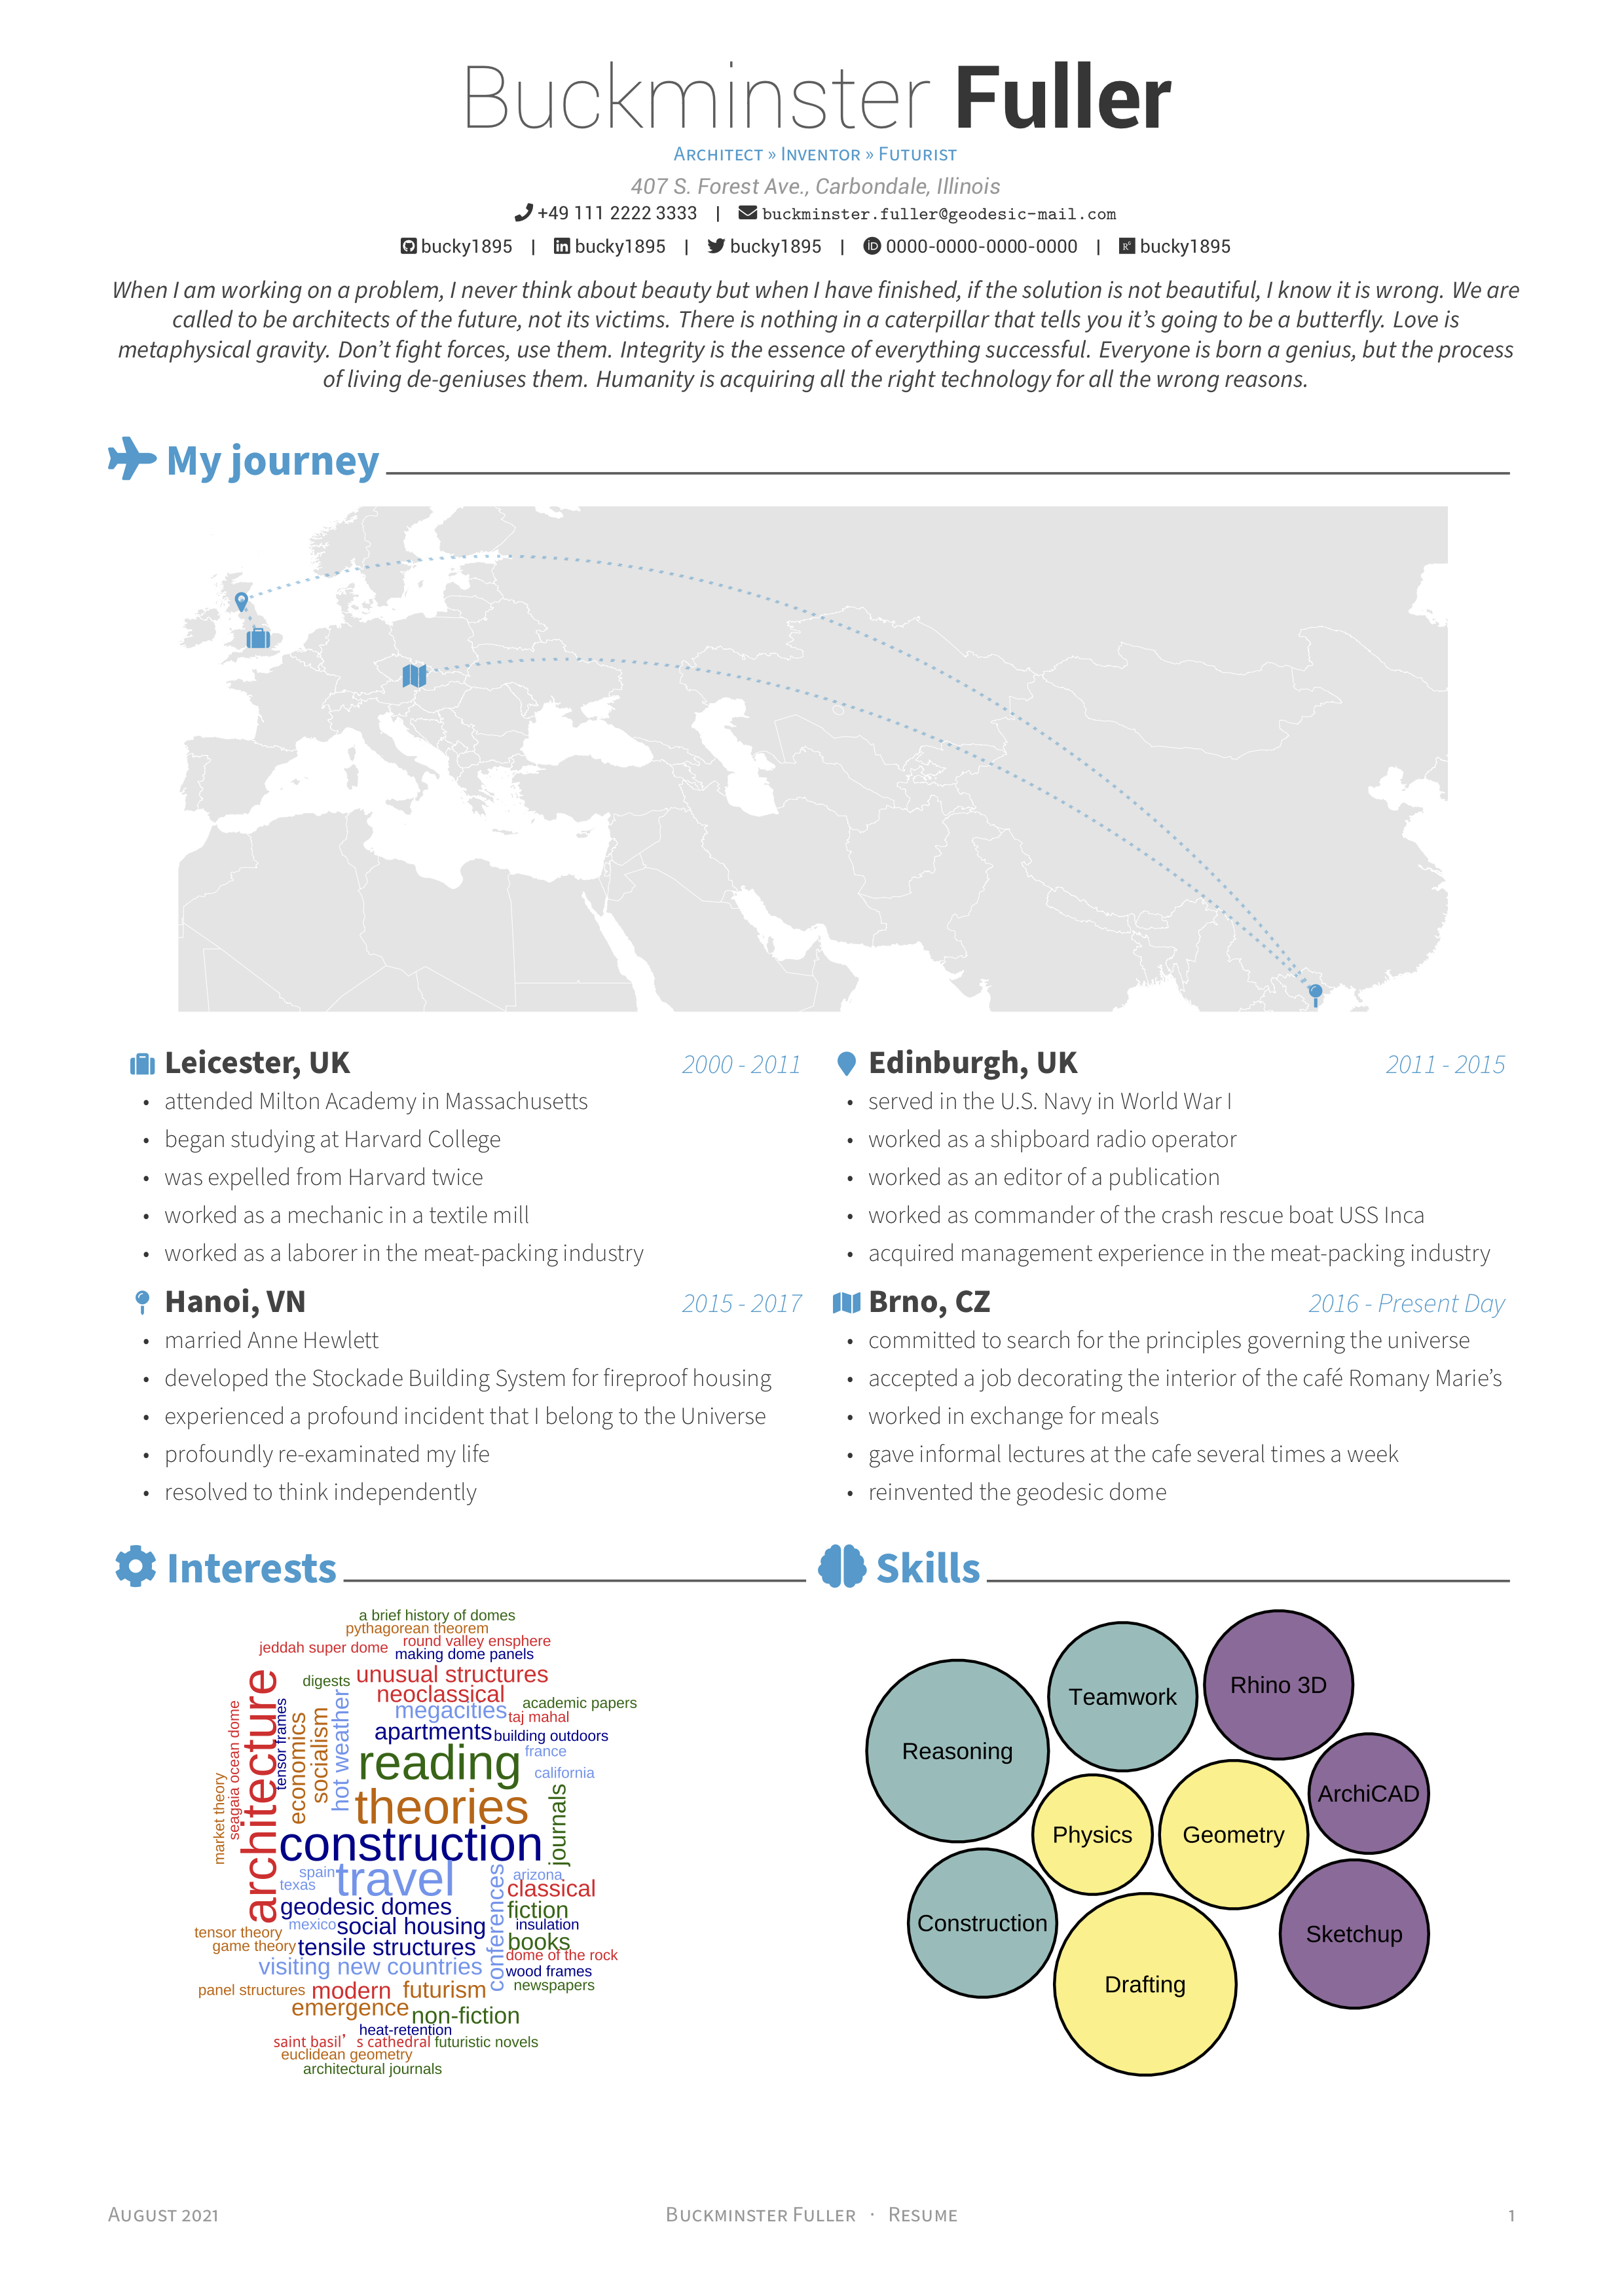 Buckminster Fuller
Architect » Inventor » Futurist
407 S. Forest Ave., Carbondale, Illinois
+49 111 2222 3333 | buckminster.fuller@geodesic-mail.com
bucky1895 | bucky1895 | bucky1895 | 0000-0000-0000-0000 | bucky1895
When I am working on a problem, I never think about beauty but when I have finished, if the solution is not beautiful, I know it is wrong. We are
called to be architects of the future, not its victims. There is nothing in a caterpillar that tells you it’s going to be a butterfly. Love is
metaphysical gravity. Don’t fight forces, use them. Integrity is the essence of everything successful. Everyone is born a genius, but the process
of living de-geniuses them. Humanity is acquiring all the right technology for all the wrong reasons.
My journey
Leicester, UK 2000 - 2011
• attended Milton Academy in Massachusetts
• began studying at Harvard College
• was expelled from Harvard twice
• worked as a mechanic in a textile mill
• worked as a laborer in the meat-packing industry
Edinburgh, UK 2011 - 2015
• served in the U.S. Navy in World War I
• worked as a shipboard radio operator
• worked as an editor of a publication
• worked as commander of the crash rescue boat USS Inca
• acquired management experience in the meat-packing industry
Hanoi, VN 2015 - 2017
• married Anne Hewlett
• developed the Stockade Building System for fireproof housing
• experienced a profound incident that I belong to the Universe
• profoundly re-examinated my life
• resolved to think independently
Brno, CZ 2016 - Present Day
• committed to search for the principles governing the universe
• accepted a job decorating the interior of the café Romany Marie’s
• worked in exchange for meals
• gave informal lectures at the cafe several times a week
• reinvented the geodesic dome
Interests
a brief history of domes
pythagorean theorem
round valley ensphere
jeddah super dome
making dome panels
digests
unusual structures
neoclassical
academic papers
megacities
taj mahal
apartments
building outdoors
reading
france
california
theories
construction
travel
architecture
tensor frames
economics
socialism
hot weather
seagaia ocean dome
market theory
journals
conferences
spain
texas
arizona
classical
geodesic domes
fiction
mexico
social housing
insulation
tensor theory
game theory
tensile structures
books
dome of the rock
visiting new countries
wood frames
newspapers
panel structures
modern
futurism
emergence
non-fiction
heat-retention
saint basil’s cathedral
futuristic novels
euclidean geometry
architectural journals
Skills
Reasoning
Teamwork
Rhino 3D
ArchiCAD
Physics
Geometry
Construction
Sketchup
Drafting
August 2021
Buckminster Fuller · Resume
1